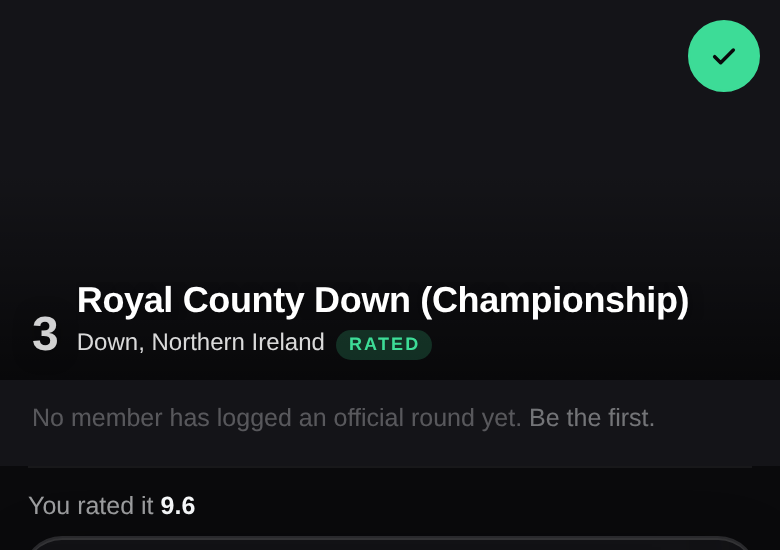 Royal County Down (Championship)
3
Down, Northern Ireland RATED
No member has logged an official round yet. Be the first.
You rated it 9.6